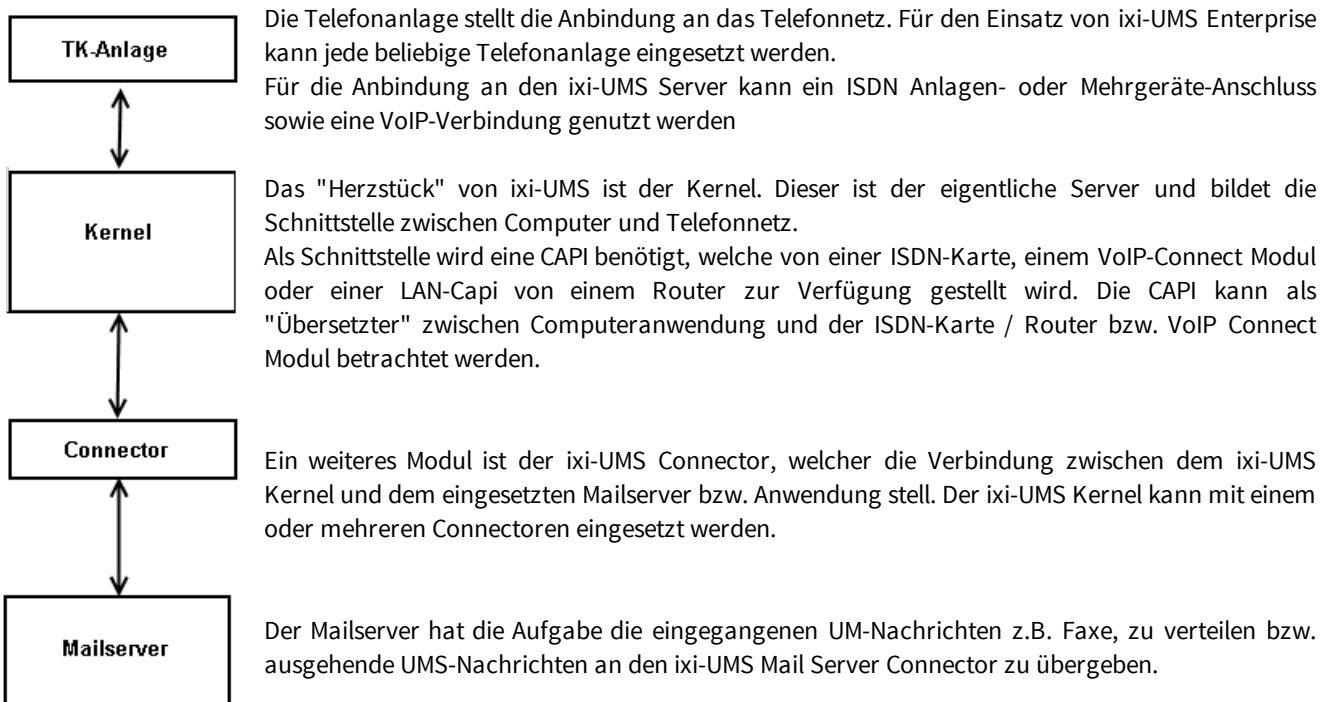 TK-Anlage
Die Telefonanlage stellt die Anbindung an das Telefonnetz. Für den Einsatz von ixi-UMS Enterprise
kann jede beliebige Telefonanlage eingesetzt werden.
Für die Anbindung an den ixi-UMS Server kann ein ISDN Anlagen- oder Mehrgeräte-Anschluss
sowie eine VoIP-Verbindung genutzt werden
Kernel
Das "Herzstück" von ixi-UMS ist der Kernel. Dieser ist der eigentliche Server und bildet die
Schnittstelle zwischen Computer und Telefonnetz.
Als Schnittstelle wird eine CAPI benötigt, welche von einer ISDN-Karte, einem VoIP-Connect Modul
oder einer LAN-Capi von einem Router zur Verfügung gestellt wird. Die CAPI kann als
"Übersetzter" zwischen Computeranwendung und der ISDN-Karte / Router bzw. VoIP Connect
Modul betrachtet werden.
Connector
Ein weiteres Modul ist der ixi-UMS Connector, welcher die Verbindung zwischen dem ixi-UMS
Kernel und dem eingesetzten Mailserver bzw. Anwendung stell. Der ixi-UMS Kernel kann mit einem
oder mehreren Connectoren eingesetzt werden.
Mailserver
Der Mailserver hat die Aufgabe die eingegangenen UM-Nachrichten z.B. Faxe, zu verteilen bzw.
ausgehende UMS-Nachrichten an den ixi-UMS Mail Server Connector zu übergeben.